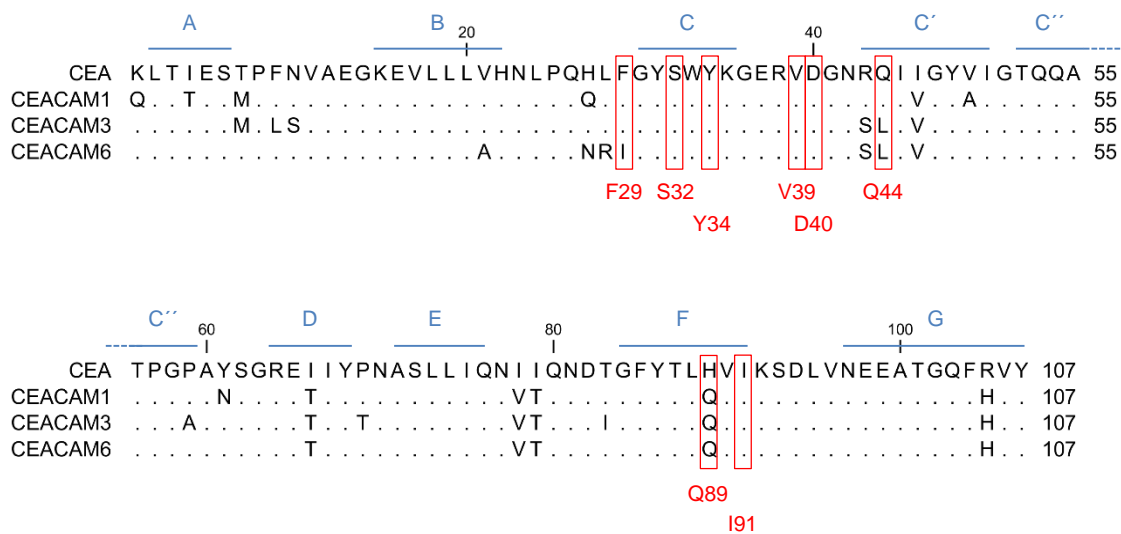 A B C C´ C´´
20 40
CEA KLTIESTPFNVAEGKEVLLLVHNLPQHLFGYSWYKGERVDGNRQIIGYVIGTQQA 55
CEACAM1 Q..T..M...................Q..................V..A...... 55
CEACAM3 ......M.LS................................SL.V......... 55
CEACAM6 ....................A.....NRI.............SL.V......... 55
F29 S32 V39 Q44
Y34 D40
C´´ D E F G
60 80 100
CEA TPGPAYSGREIIYPNASLLIQNIIQNDTGFYTLHVIKSDLVNEEATGQFRVY 107
CEACAM1 .....N....T...........VT.........Q...............H.. 107
CEACAM3 ...A......T..T........VT...I.....Q...............H.. 107
CEACAM6 ..........T...........VT.........Q...............H.. 107
Q89
I91